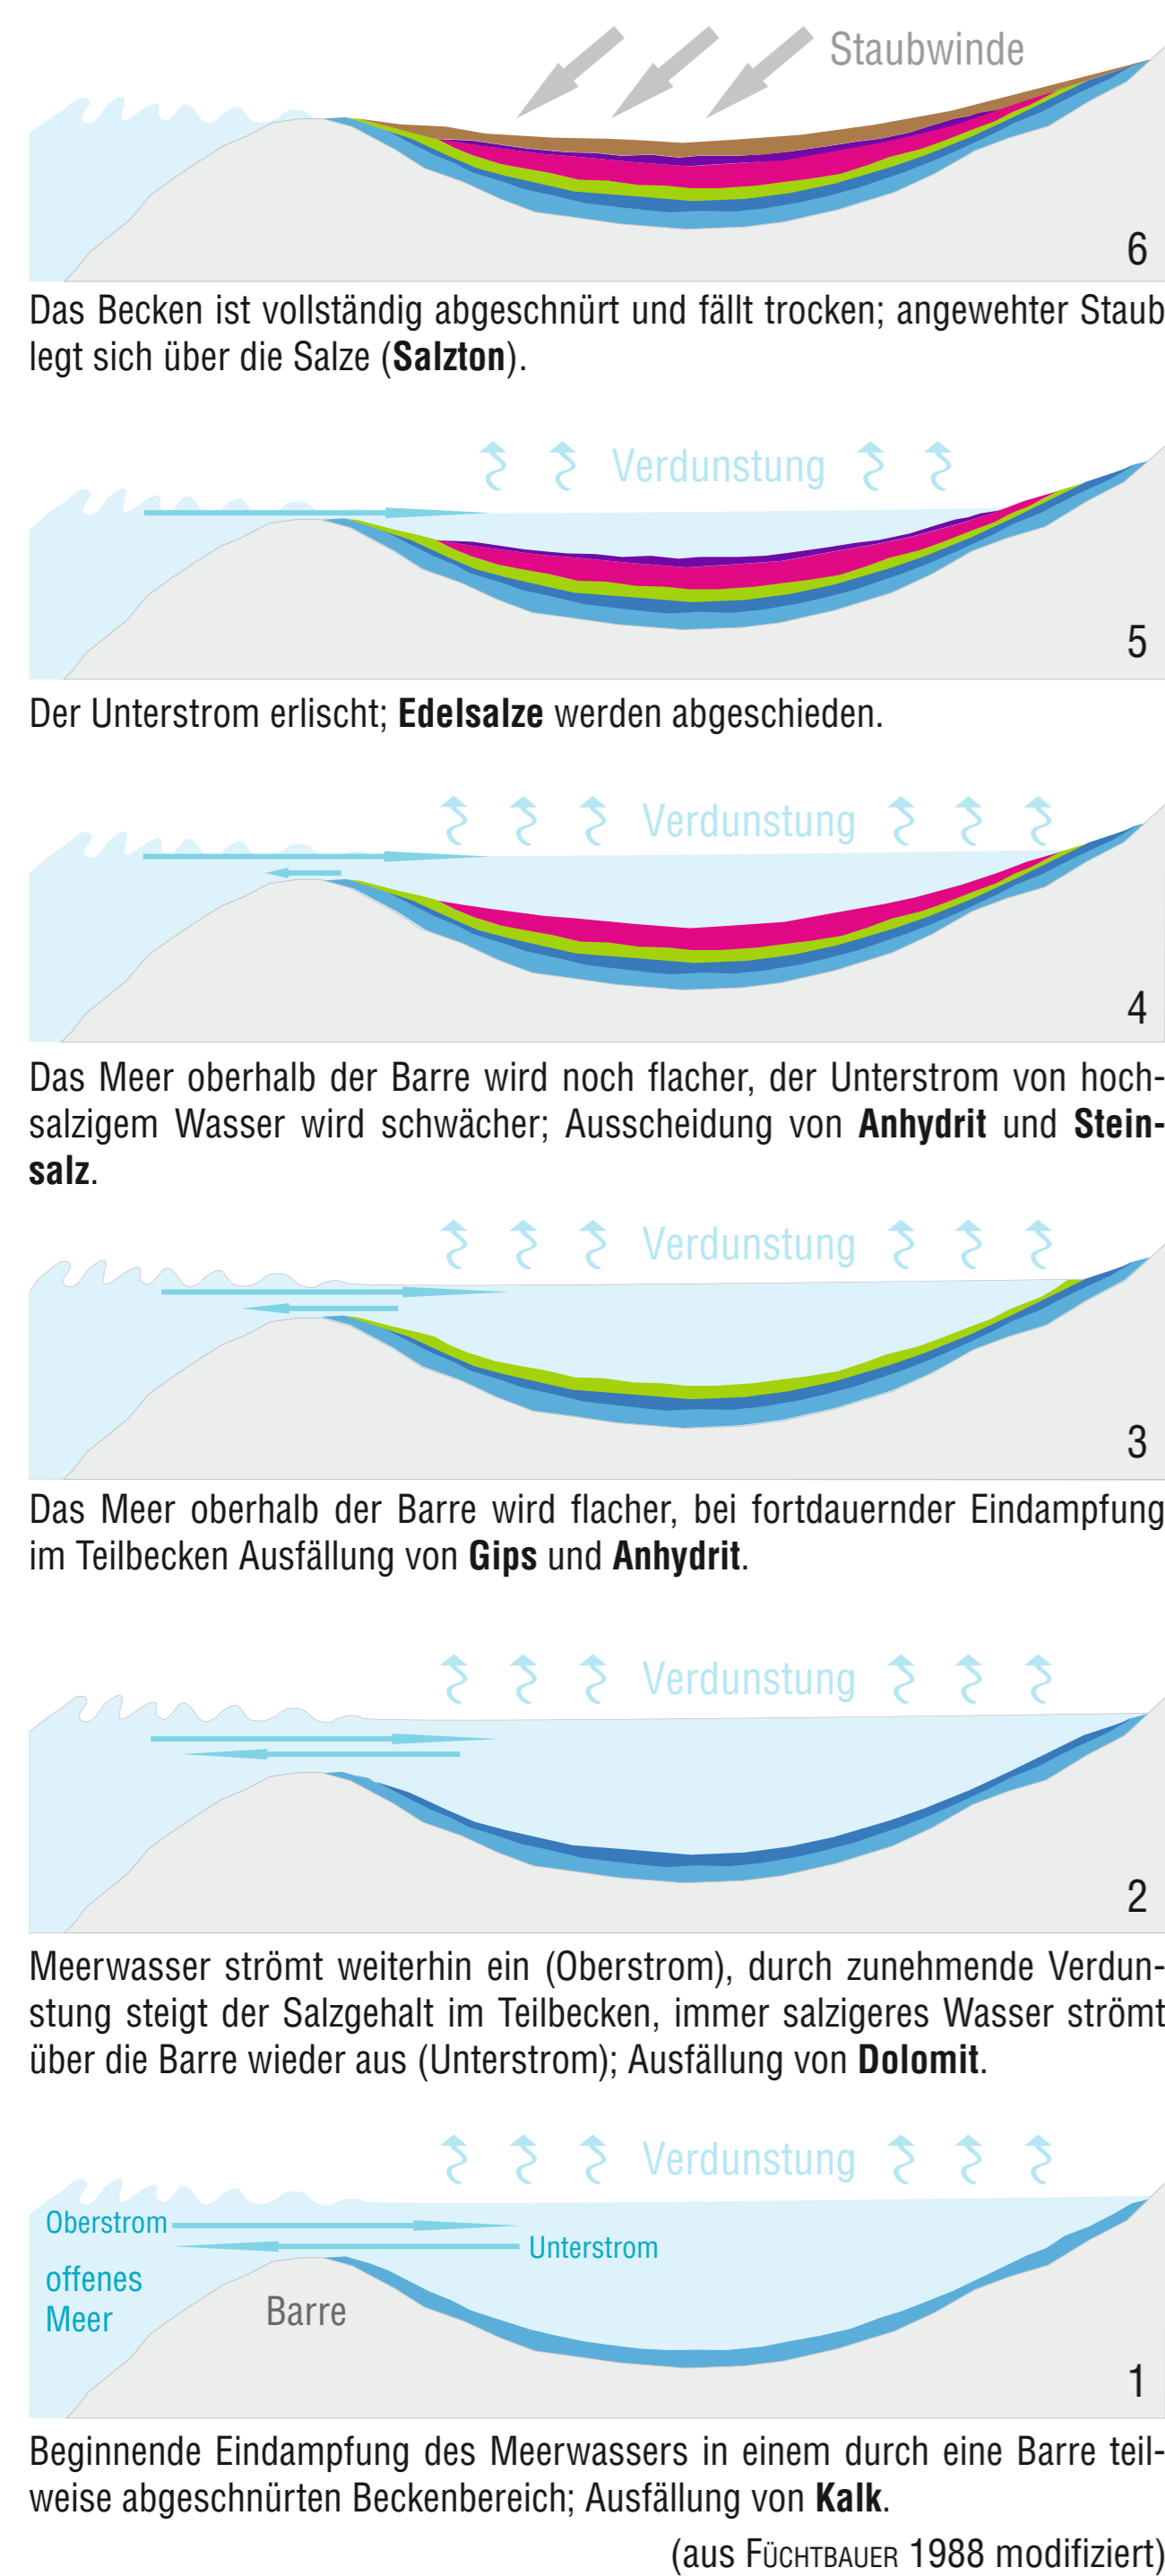 Staubwinde
6
Das Becken ist vollständig abgeschnürt und fällt trocken; angewehter Staub
legt sich über die Salze (Salzton).
Verdunstung
5
Der Unterstrom erlischt; Edelsalze werden abgeschieden.
Verdunstung
4
Das Meer oberhalb der Barre wird noch flacher, der Unterstrom von hoch-
salzigem Wasser wird schwächer; Ausscheidung von Anhydrit und Stein-
salz.
Verdunstung
3
Das Meer oberhalb der Barre wird flacher, bei fortdauernder Eindampfung
im Teilbecken Ausfällung von Gips und Anhydrit.
Verdunstung
2
Meerwasser strömt weiterhin ein (Oberstrom), durch zunehmende Verdun-
stung steigt der Salzgehalt im Teilbecken, immer salzigeres Wasser strömt
über die Barre wieder aus (Unterstrom); Ausfällung von Dolomit.
Verdunstung
Oberstrom
Unterstrom
offenes
Meer
Barre
1
Beginnende Eindampfung des Meerwassers in einem durch eine Barre teil-
weise abgeschnürten Beckenbereich; Ausfällung von Kalk.
(aus FÜCHTBAUER 1988 modifiziert)